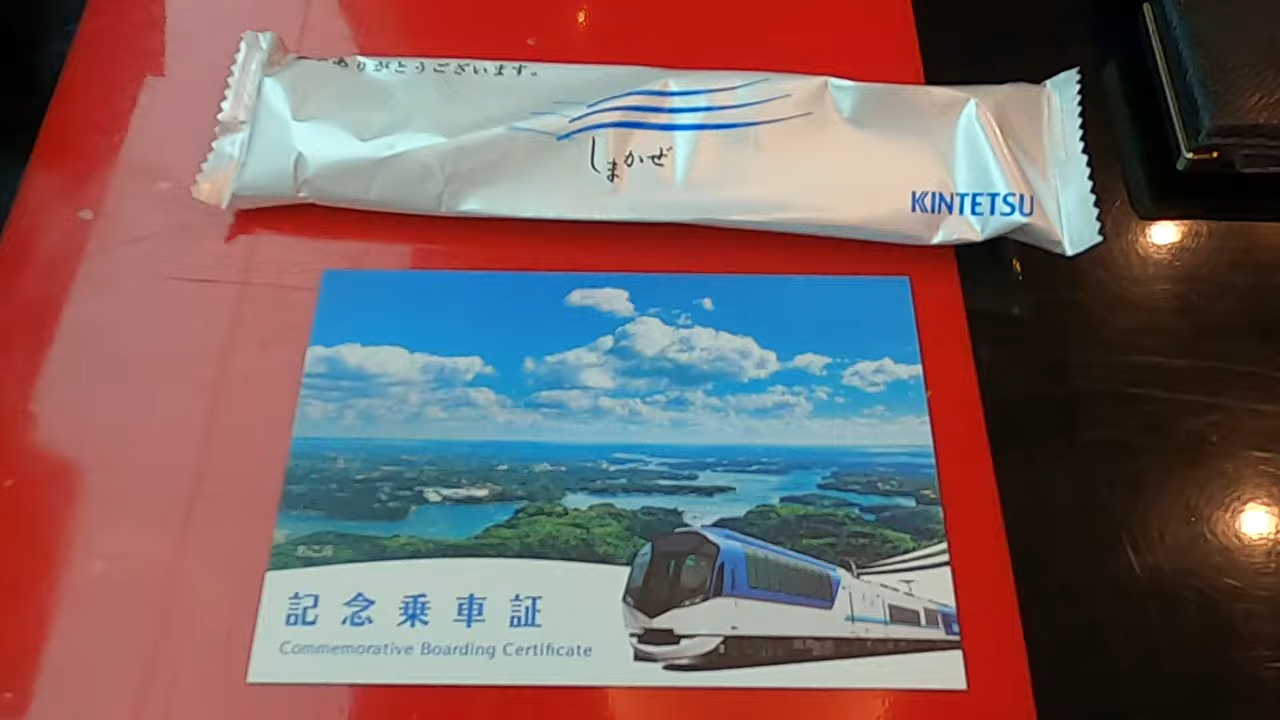 ありがとうございます。
しまかぜ
KINTETSU
記念乗車証
Commemorative Boarding Certificate